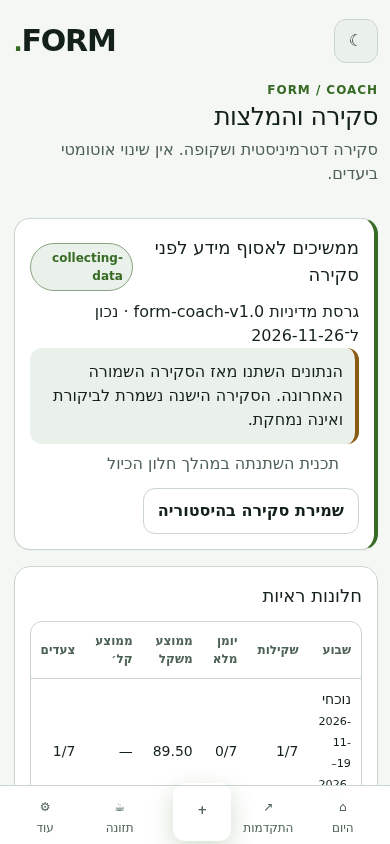 FORM.
FORM / COACH
סקירה והמלצות
סקירה דטרמיניסטית ושקופה. אין שינוי אוטומטי
ביעדים.
ממשיכים לאסוף מידע לפני
סקירה
collecting-
data
גרסת מדיניות form-coach-v1.0 · נכון
ל־2026-11-26
הנתונים השתנו מאז הסקירה השמורה
האחרונה. הסקירה הישנה נשמרת לביקורת
ואינה נמחקת.
תכנית השתנתה במהלך חלון הכיול
שמירת סקירה בהיסטוריה
חלונות ראיות
שבוע שקילות יומן מלא ממוצע משקל ממוצע קל׳ צעדים
נוכחי
2026-
11-
19–
1/7 0/7 89.50 — 1/7
היום התקדמות + תזונה עוד